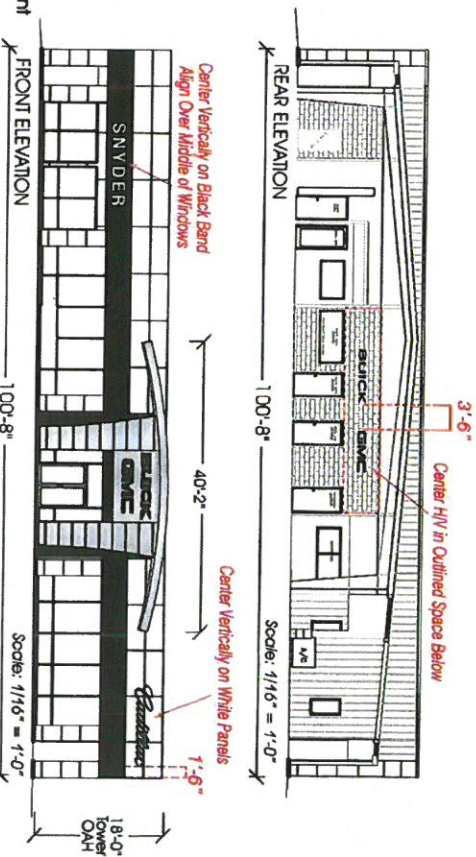 3'-6"
Center H/V in Outlined Space Below
BUICK GMC
A/C
REAR ELEVATION
100'-8"
Scale: 1/16" = 1'-0"
Center Vertically on Black Band
Align Over Middle of Windows
40'-2"
Center Vertically on White Panels
SNYDER
BUICK
GMC
Cadillac
1'-6"
18'-0"
Tower
OAH
FRONT ELEVATION
100'-8"
Scale: 1/16" = 1'-0"